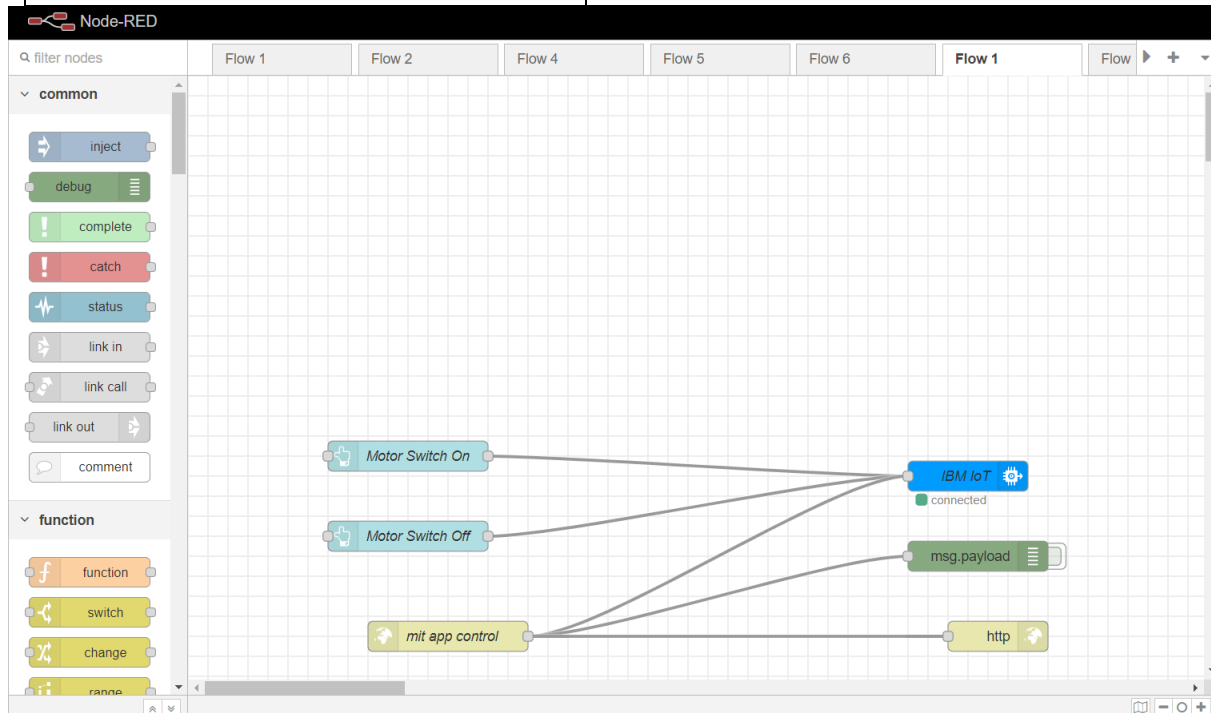 Node-RED
filter nodes
Flow 1
Flow 2
Flow 4
Flow 5
Flow 6
Flow 1
Flow
common
inject
debug
complete
catch
status
link in
link call
link out
comment
function
function
switch
change
range
Motor Switch On
Motor Switch Off
mit app control
IBM IoT
connected
msg.payload
http